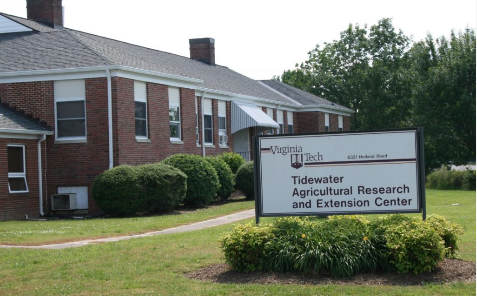 Virginia
Tech
6321 Holland Road
Tidewater
Agricultural Research
and Extension Center